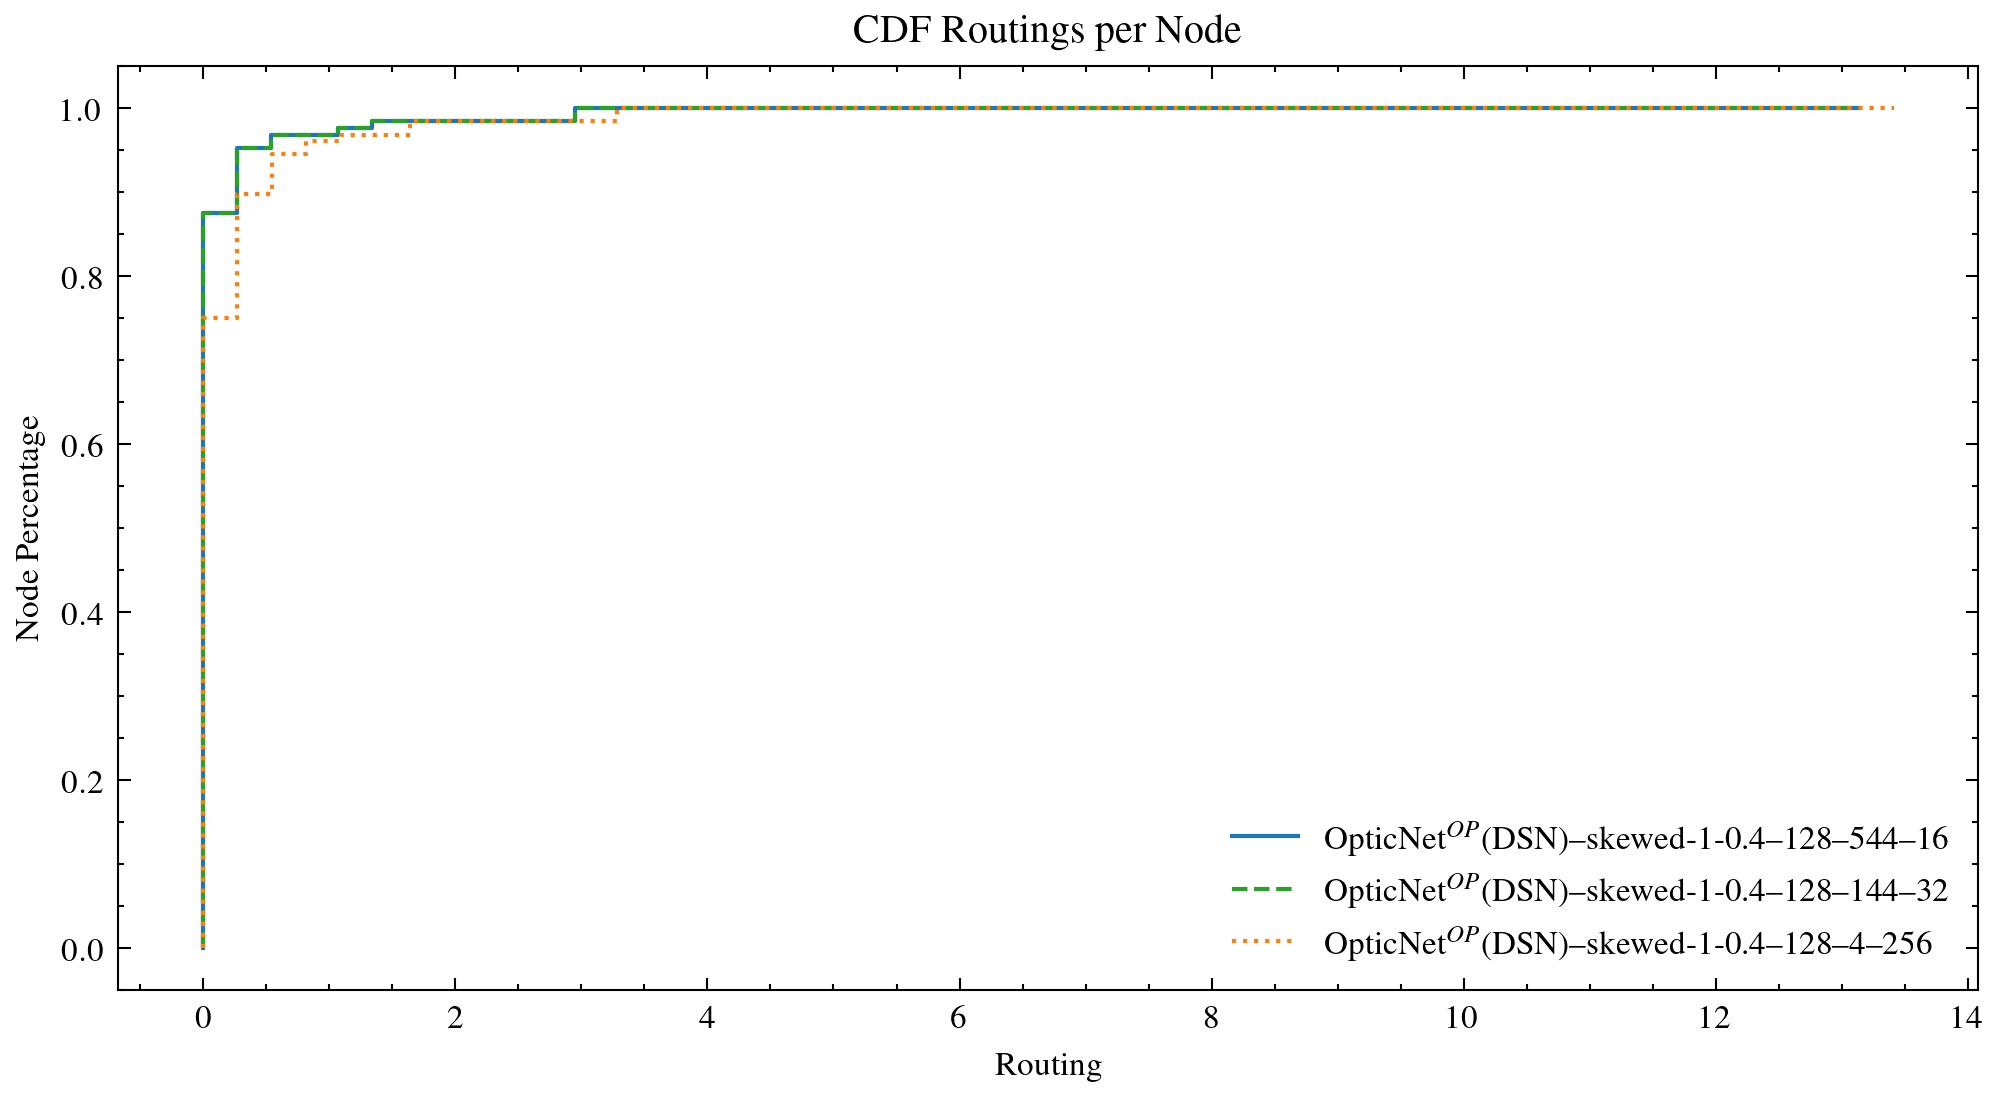 CDF Routings per Node
1.0
0.8
0.6
0.4
0.2
0.0
Node Percentage
OpticNet^{OP}(DSN)–skewed-1-0.4–128–544–16
OpticNet^{OP}(DSN)–skewed-1-0.4–128–144–32
OpticNet^{OP}(DSN)–skewed-1-0.4–128–4–256
0 2 4 6 8 10 12 14
Routing